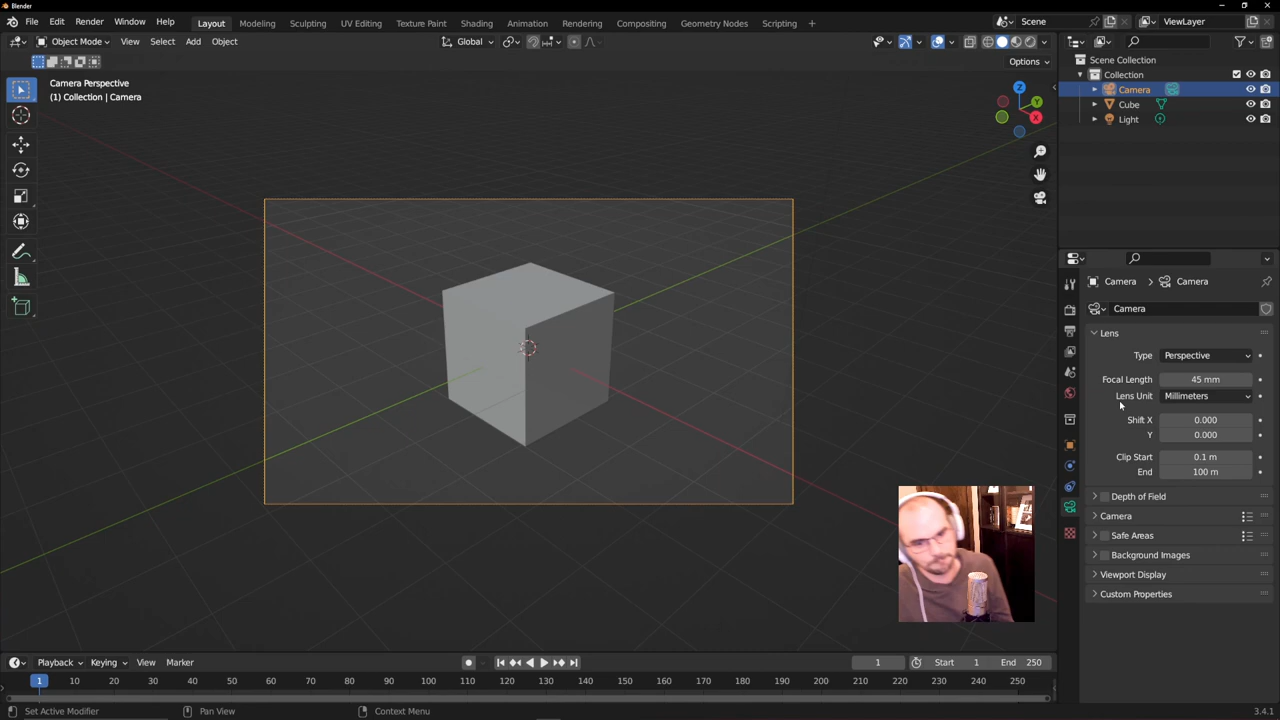 Blender
File Edit Render Window Help
Layout Modeling Sculpting UV Editing Texture Paint Shading Animation Rendering Compositing Geometry Nodes Scripting +
Scene
ViewLayer
Object Mode View Select Add Object
Global
Options
Camera Perspective
(1) Collection | Camera
Z
Y
X
Scene Collection
Collection
Camera
Cube
Light
Camera > Camera
Camera
Lens
Type Perspective
Focal Length 45 mm
Lens Unit Millimeters
Shift X 0.000
Y 0.000
Clip Start 0.1 m
End 100 m
Depth of Field
Camera
Safe Areas
Background Images
Viewport Display
Custom Properties
Playback Keying View Marker
1 Start 1 End 250
1 10 20 30 40 50 60 70 80 90 100 110 120 130 140 150 160 170 180 190 200 210 220 230 240 250
Set Active Modifier Pan View Context Menu 3.4.1